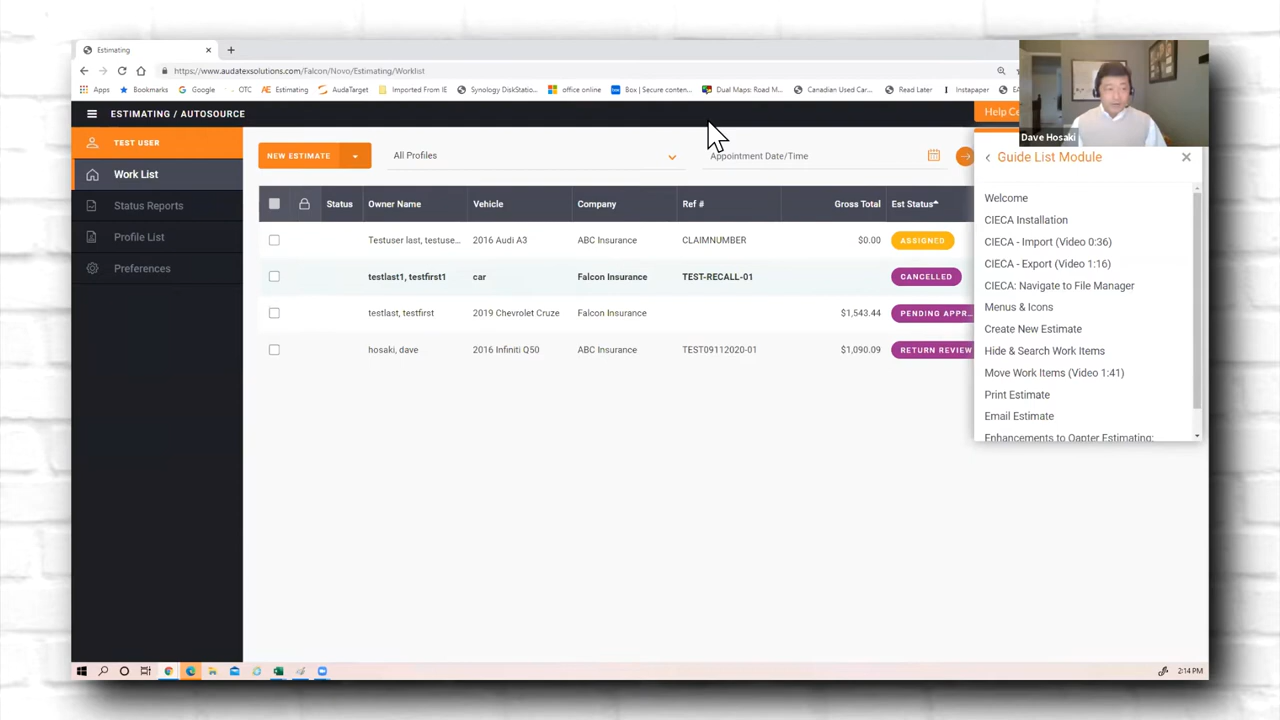 Estimating
https://www.audatexsolutions.com/Falcon/Novo/Estimating/Worklist
Apps Bookmarks Google OTC Estimating AudaTarget Imported From IE Synology DiskStatio... office online Box | Secure conten... Dual Maps: Road M... Canadian Used Car... Read Later Instapaper
ESTIMATING / AUTOSOURCE
Help Ce
Dave Hosaki
TEST USER
Work List
Status Reports
Profile List
Preferences
NEW ESTIMATE
All Profiles
Appointment Date/Time
Status Owner Name Vehicle Company Ref # Gross Total Est Status
Testuser last, testuse... 2016 Audi A3 ABC Insurance CLAIMNUMBER $0.00 ASSIGNED
testlast1, testfirst1 car Falcon Insurance TEST-RECALL-01 CANCELLED
testlast, testfirst 2019 Chevrolet Cruze Falcon Insurance $1,543.44 PENDING APPR...
hosaki, dave 2016 Infiniti Q50 ABC Insurance TEST09112020-01 $1,090.09 RETURN REVIEW
Guide List Module
Welcome
CIECA Installation
CIECA - Import (Video 0:36)
CIECA - Export (Video 1:16)
CIECA: Navigate to File Manager
Menus & Icons
Create New Estimate
Hide & Search Work Items
Move Work Items (Video 1:41)
Print Estimate
Email Estimate
Enhancements to Qapter Estimating:
2:14 PM